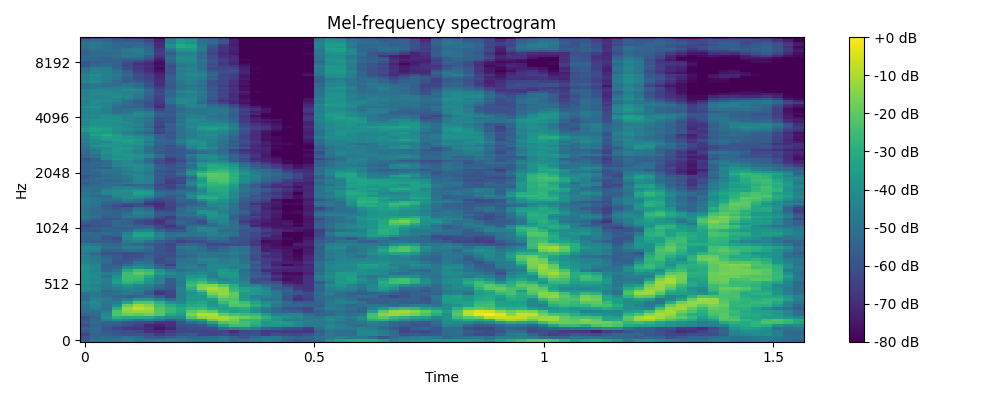 Mel-frequency spectrogram
Hz
8192
4096
2048
1024
512
0
0
0.5
1
1.5
Time
+0 dB
-10 dB
-20 dB
-30 dB
-40 dB
-50 dB
-60 dB
-70 dB
-80 dB